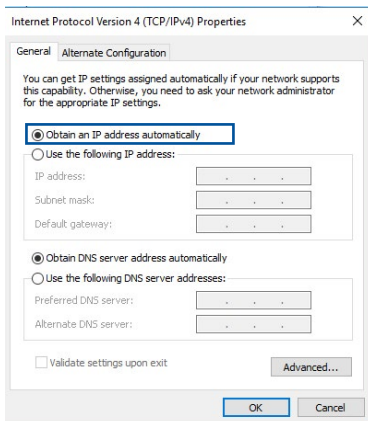 Internet Protocol Version 4 (TCP/IPv4) Properties
General
Alternate Configuration
You can get IP settings assigned automatically if your network supports
this capability. Otherwise, you need to ask your network administrator
for the appropriate IP settings.
Obtain an IP address automatically
Use the following IP address:
IP address:
Subnet mask:
Default gateway:
Obtain DNS server address automatically
Use the following DNS server addresses:
Preferred DNS server:
Alternate DNS server:
Validate settings upon exit
Advanced...
OK
Cancel